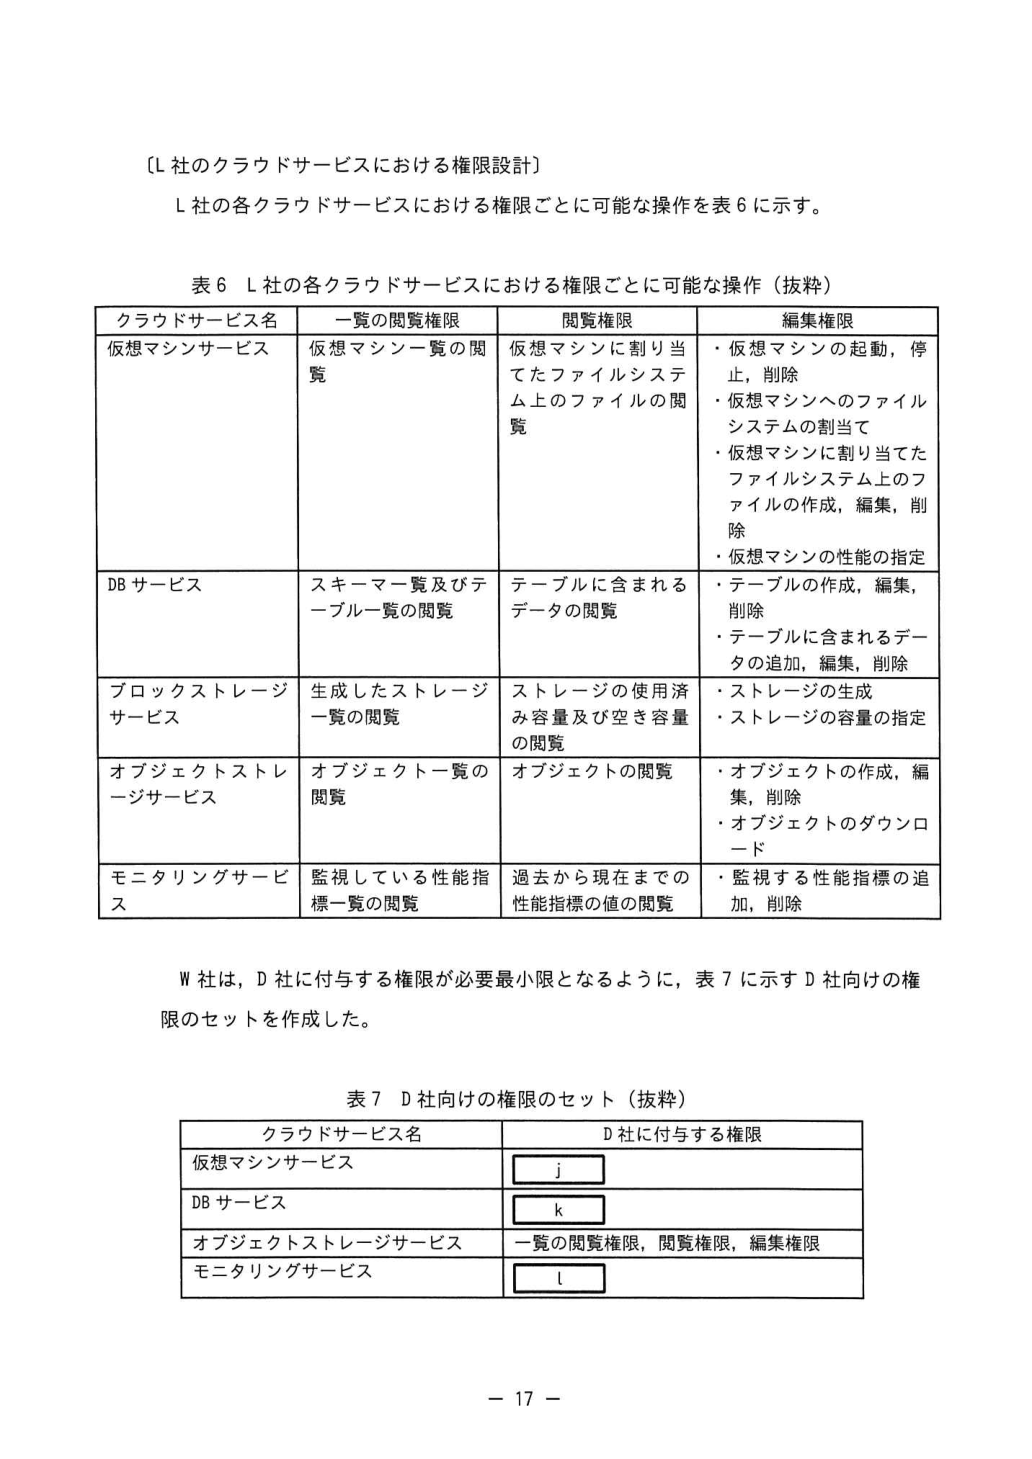 〔L 社のクラウドサービスにおける権限設計〕
L 社の各クラウドサービスにおける権限ごとに可能な操作を表 6 に示す。
表 6　L 社の各クラウドサービスにおける権限ごとに可能な操作（抜粋）
クラウドサービス名　一覧の閲覧権限　閲覧権限　編集権限
仮想マシンサービス
仮想マシン一覧の閲
覧
仮想マシンに割り当
てたファイルシステ
ム上のファイルの閲
覧
・仮想マシンの起動，停
止，削除
・仮想マシンへのファイル
システムの割当て
・仮想マシンに割り当てた
ファイルシステム上のフ
ァイルの作成，編集，削
除
・仮想マシンの性能の指定
DB サービス
スキーマ一覧及びテ
ーブル一覧の閲覧
テーブルに含まれる
データの閲覧
・テーブルの作成，編集，
削除
・テーブルに含まれるデー
タの追加，編集，削除
ブロックストレージ
サービス
生成したストレージ
一覧の閲覧
ストレージの使用済
み容量及び空き容量
の閲覧
・ストレージの生成
・ストレージの容量の指定
オブジェクトストレ
ージサービス
オブジェクト一覧の
閲覧
オブジェクトの閲覧
・オブジェクトの作成，編
集，削除
・オブジェクトのダウンロ
ード
モニタリングサービ
ス
監視している性能指
標一覧の閲覧
過去から現在までの
性能指標の値の閲覧
・監視する性能指標の追
加，削除
W 社は，D 社に付与する権限が必要最小限となるように，表 7 に示す D 社向けの権
限のセットを作成した。
表 7　D 社向けの権限のセット（抜粋）
クラウドサービス名　D 社に付与する権限
仮想マシンサービス　j
DB サービス　k
オブジェクトストレージサービス　一覧の閲覧権限，閲覧権限，編集権限
モニタリングサービス　l
－ 17 －